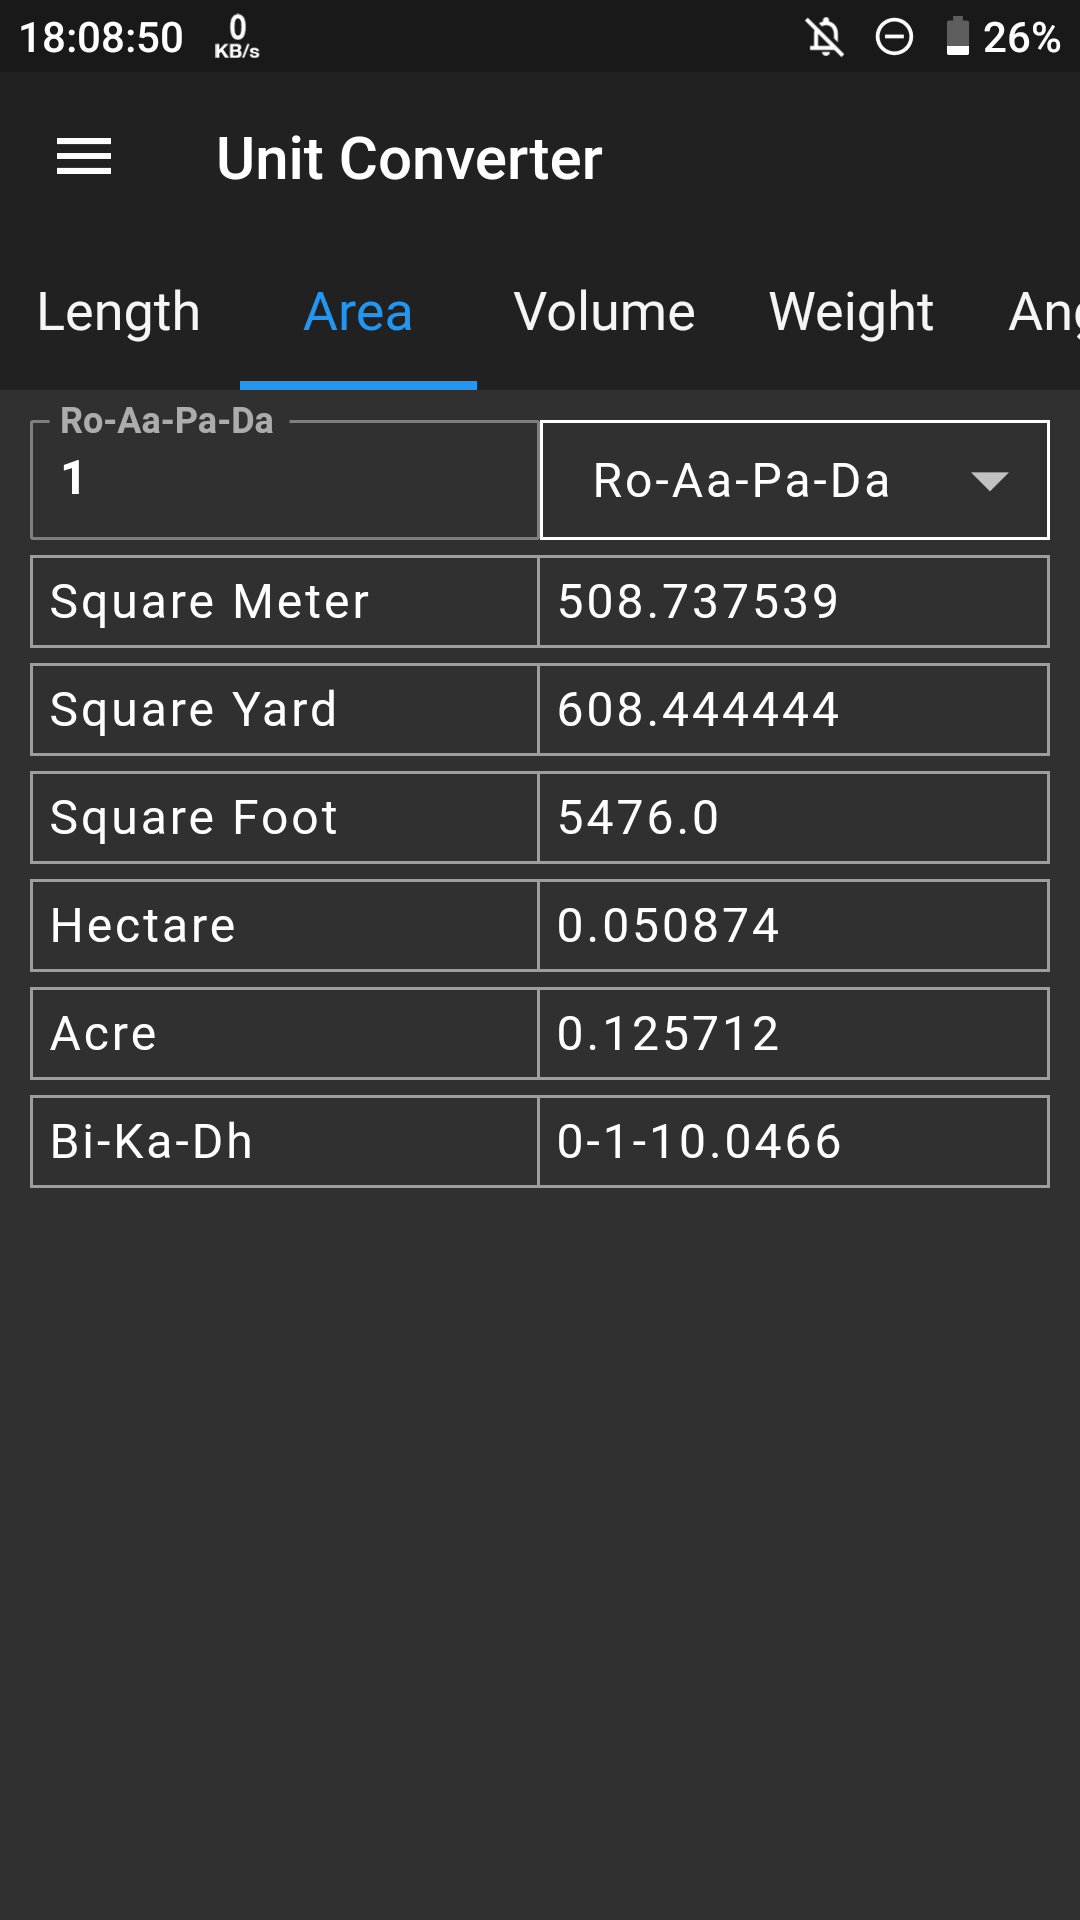 18:08:50 0 KB/s 26%
Unit Converter
Length Area Volume Weight Ang
Ro-Aa-Pa-Da
1 Ro-Aa-Pa-Da
Square Meter 508.737539
Square Yard 608.444444
Square Foot 5476.0
Hectare 0.050874
Acre 0.125712
Bi-Ka-Dh 0-1-10.0466